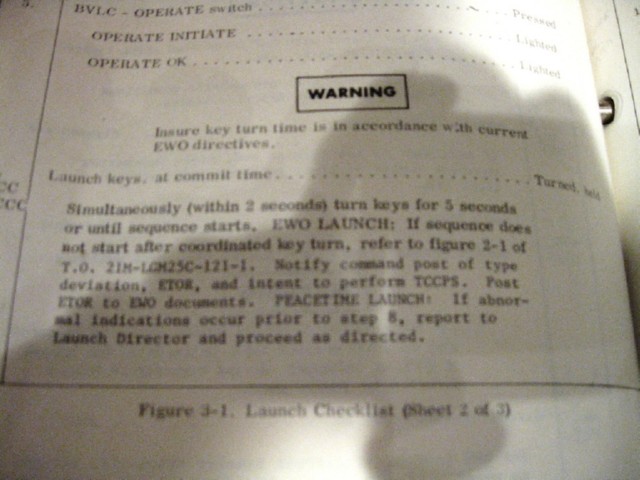 BVLC - OPERATE switch . . . . . . . . . . . . . . . . . . . . Pressed
OPERATE INITIATE . . . . . . . . . . . . . . . . . . . . . . . Lighted
OPERATE OK . . . . . . . . . . . . . . . . . . . . . . . . . . . Lighted
WARNING
Insure key turn time is in accordance with current
EWO directives.
CC
CCC
Launch keys, at commit time . . . . . . . . . . . . . . . . . . . . . . Turned, held
Simultaneously (within 2 seconds) turn keys for 5 seconds
or until sequence starts. EWO LAUNCH: If sequence does
not start after coordinated key turn, refer to figure 2-1 of
T.O. 21M-LGM25C-121-1. Notify command post of type
deviation, ETOR, and intent to perform TCCPS. Post
ETOR to EWO documents. PEACETIME LAUNCH: If abnor-
mal indications occur prior to step 8, report to
Launch Director and proceed as directed.
Figure 3-1. Launch Checklist (Sheet 2 of 3)